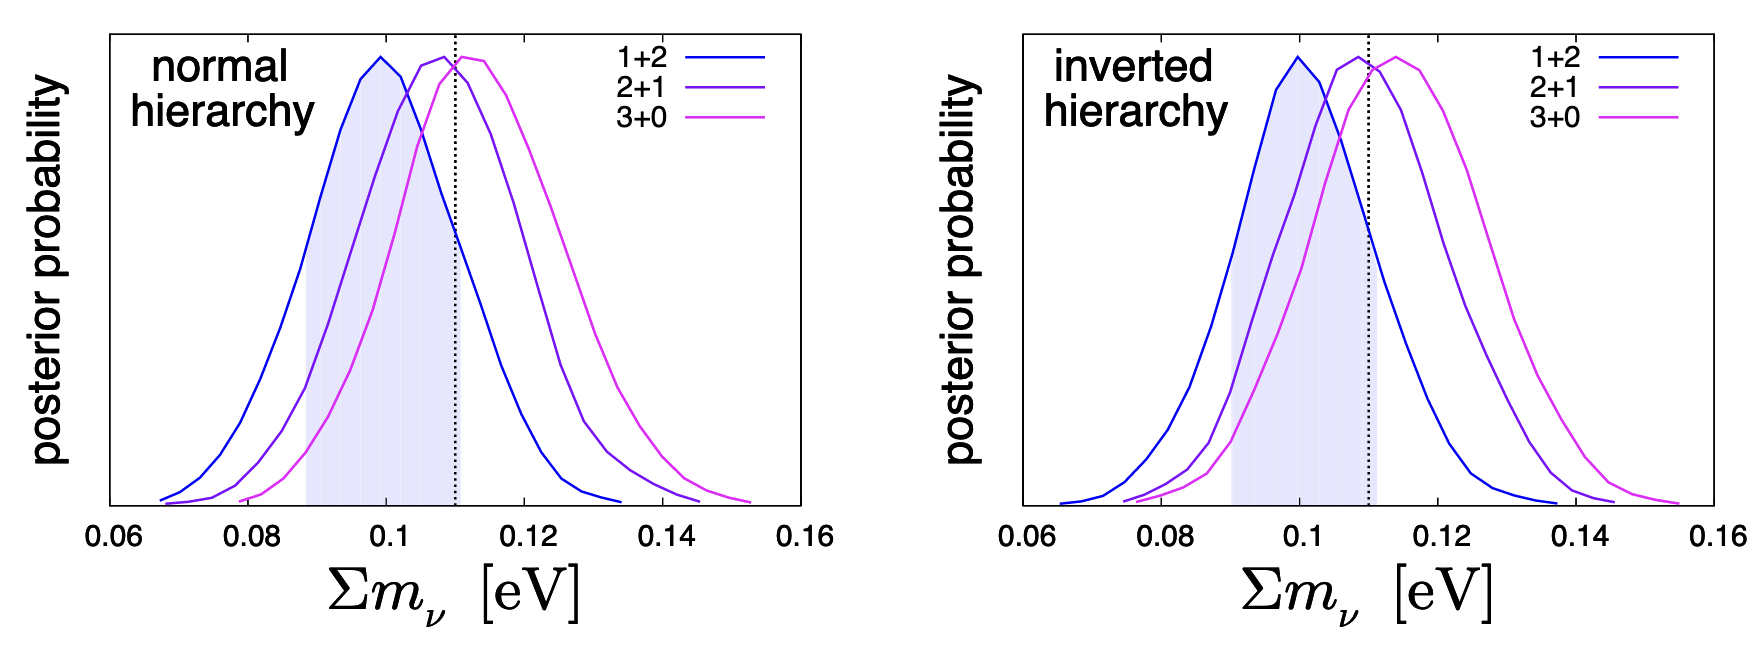 normal
hierarchy
1+2
2+1
3+0
posterior probability
0.06 0.08 0.1 0.12 0.14 0.16
Σmν [eV]
inverted
hierarchy
1+2
2+1
3+0
posterior probability
0.06 0.08 0.1 0.12 0.14 0.16
Σmν [eV]